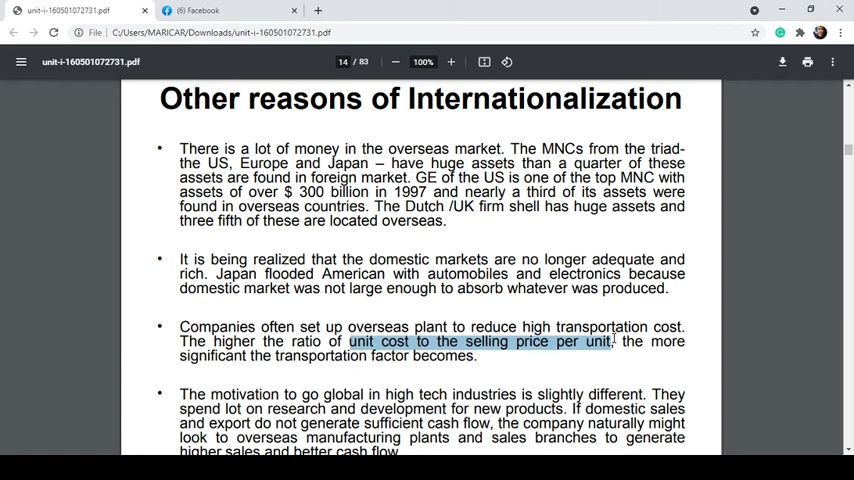 unit-i-160501072731.pdf
(6) Facebook
File | C:/Users/MARICAR/Downloads/unit-i-160501072731.pdf
unit-i-160501072731.pdf
14 / 83
100%
Other reasons of Internationalization
• There is a lot of money in the overseas market. The MNCs from the triad-
the US, Europe and Japan – have huge assets than a quarter of these
assets are found in foreign market. GE of the US is one of the top MNC with
assets of over $ 300 billion in 1997 and nearly a third of its assets were
found in overseas countries. The Dutch /UK firm shell has huge assets and
three fifth of these are located overseas.
• It is being realized that the domestic markets are no longer adequate and
rich. Japan flooded American with automobiles and electronics because
domestic market was not large enough to absorb whatever was produced.
• Companies often set up overseas plant to reduce high transportation cost.
The higher the ratio of unit cost to the selling price per unit, the more
significant the transportation factor becomes.
• The motivation to go global in high tech industries is slightly different. They
spend lot on research and development for new products. If domestic sales
and export do not generate sufficient cash flow, the company naturally might
look to overseas manufacturing plants and sales branches to generate
higher sales and better cash flow.